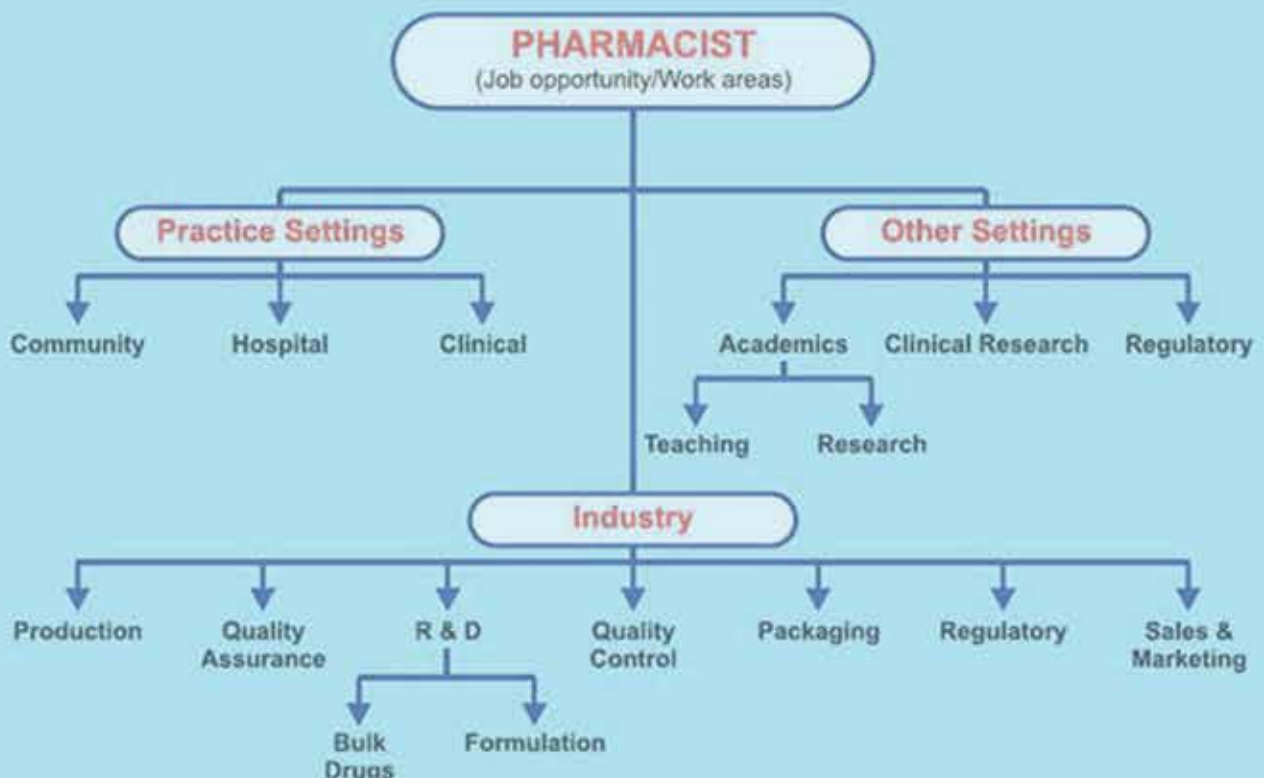 PHARMACIST
(Job opportunity/Work areas)
Practice Settings
Other Settings
Community
Hospital
Clinical
Academics
Clinical Research
Regulatory
Teaching
Research
Industry
Production
Quality
Assurance
R & D
Quality
Control
Packaging
Regulatory
Sales &
Marketing
Bulk
Drugs
Formulation